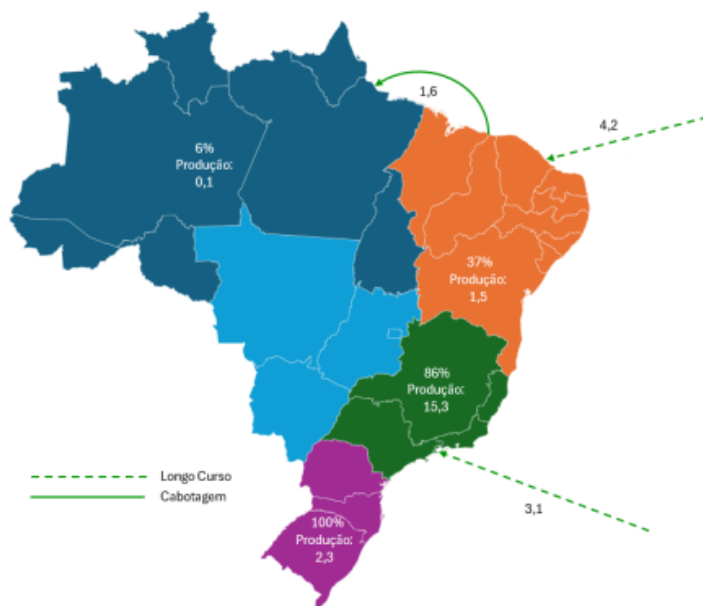 1,6
4,2
6%
Produção:
0,1
37%
Produção:
1,5
86%
Produção:
15,3
Longo Curso
Cabotagem
3,1
100%
Produção:
2,3